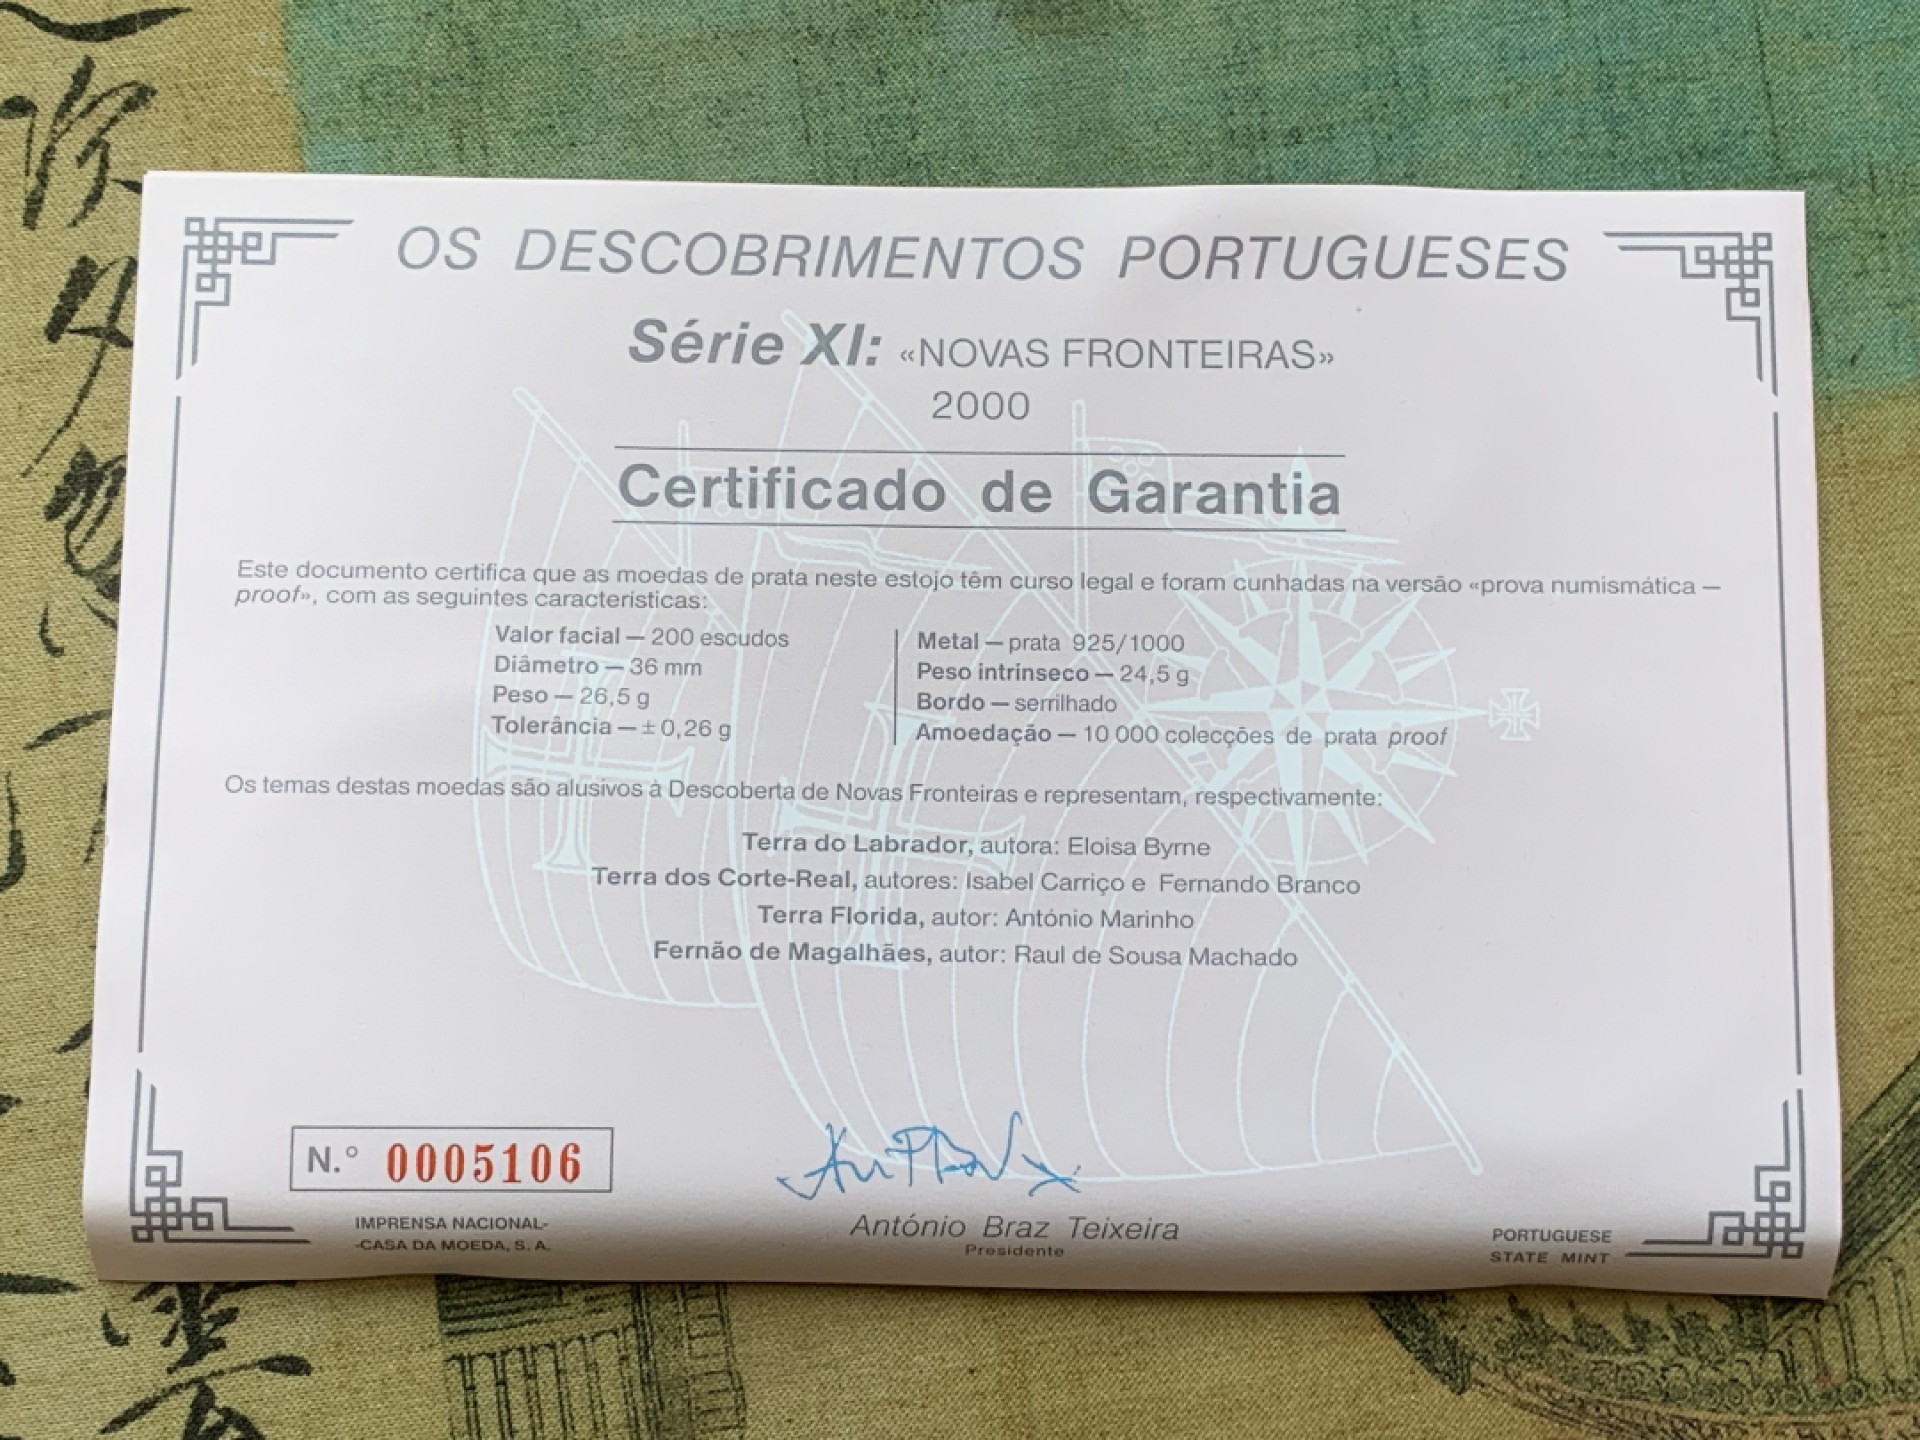 OS DESCOBRIMENTOS PORTUGUESES
Série XI: «NOVAS FRONTEIRAS»
2000
Certificado de Garantia
Este documento certifica que as moedas de prata neste estojo têm curso legal e foram cunhadas na versão «prova numismática —
proof», com as seguintes características:
Valor facial — 200 escudos
Diâmetro — 36 mm
Peso — 26,5 g
Tolerância — ± 0,26 g
Metal — prata 925/1000
Peso intrínseco — 24,5 g
Bordo — serrilhado
Amoedação — 10 000 colecções de prata proof
Os temas destas moedas são alusivos à Descoberta de Novas Fronteiras e representam, respectivamente:
Terra do Labrador, autora: Eloisa Byrne
Terra dos Corte-Real, autores: Isabel Carriço e Fernando Branco
Terra Florida, autor: António Marinho
Fernão de Magalhães, autor: Raul de Sousa Machado
N.° 0005106
IMPRENSA NACIONAL-
-CASA DA MOEDA, S. A.
António Braz Teixeira
Presidente
PORTUGUESE
STATE MINT